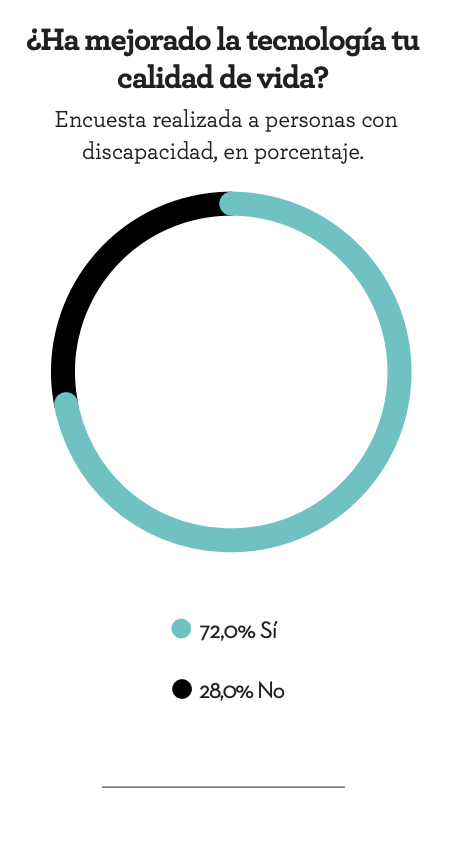 ¿Ha mejorado la tecnología tu
calidad de vida?
Encuesta realizada a personas con
discapacidad, en porcentaje.
72,0% Sí
28,0% No